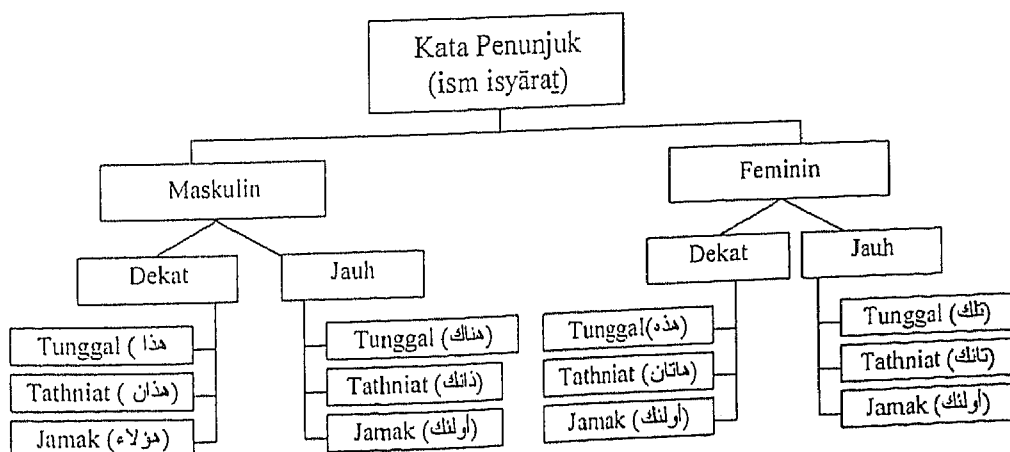 Kata Penunjuk
(ism isyāraṯ)
Maskulin
Feminin
Dekat
Jauh
Dekat
Jauh
Tunggal ( هذا
Tathniat ( هذان)
Jamak (هؤلاء)
Tunggal (هناك)
Tathniat (ذانك)
Jamak (أولئك)
Tunggal(هذه)
Tathniat (هاتان)
Jamak (أولئك)
Tunggal (تلك)
Tathniat (تانك)
Jamak (أولئك)